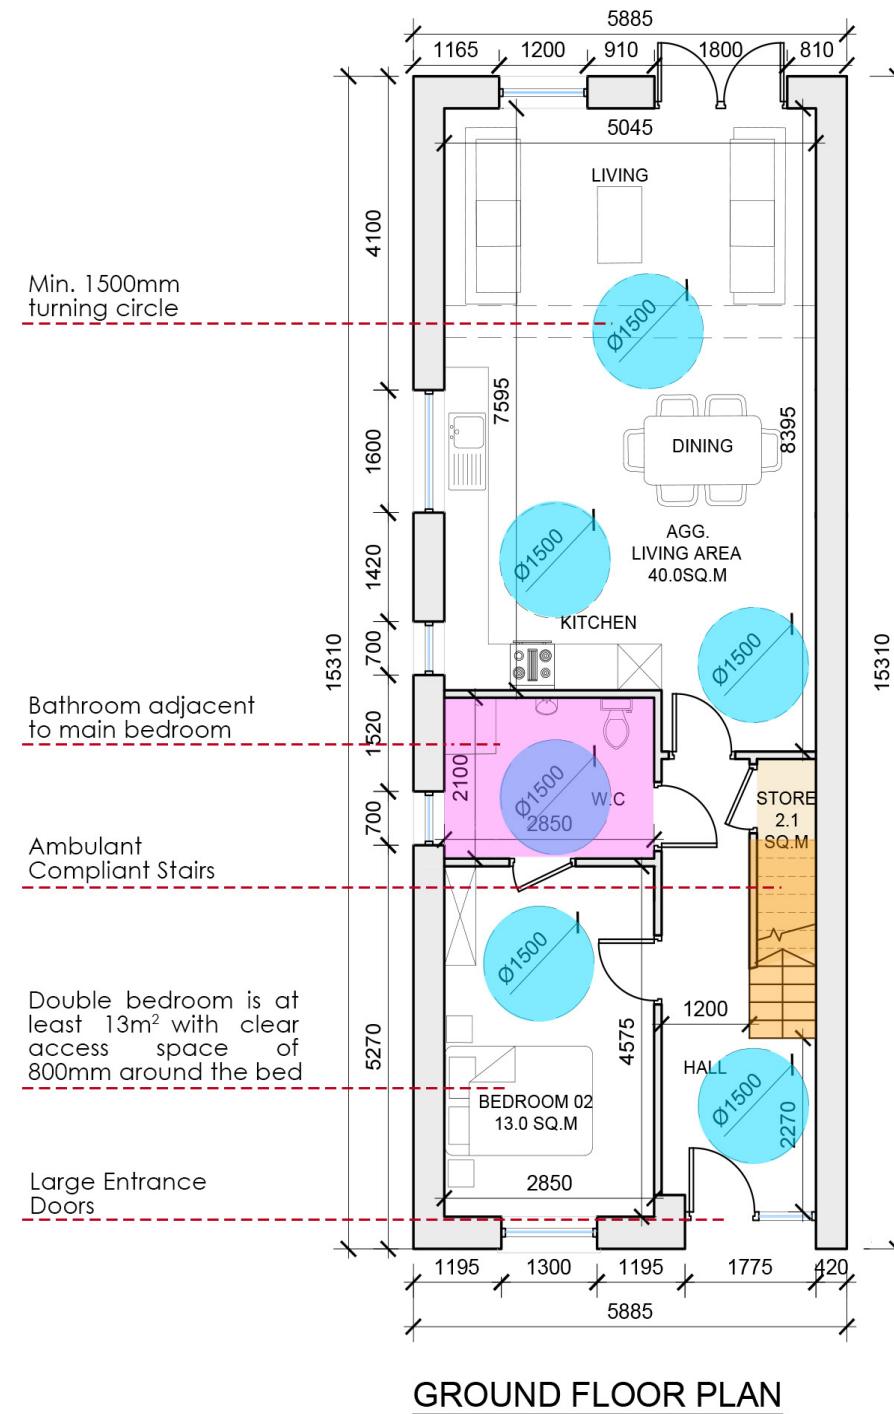 5885
1165 1200 910 1800 810
5045
LIVING
4100
Min. 1500mm
turning circle
Ø1500
7595
8395
1600
DINING
1420
Ø1500
AGG.
LIVING AREA
40.0SQ.M
KITCHEN
700
Ø1500
15310
15310
Bathroom adjacent
to main bedroom
1520
2100
Ø1500
W.C
2850
700
STORE
2.1
SQ.M
Ambulant
Compliant Stairs
Ø1500
Double bedroom is at
least 13m² with clear
access space of
800mm around the bed
5270
4575
1200
HALL
Ø1500
2270
BEDROOM 02
13.0 SQ.M
Large Entrance
Doors
2850
1195 1300 1195 1775 420
5885
GROUND FLOOR PLAN